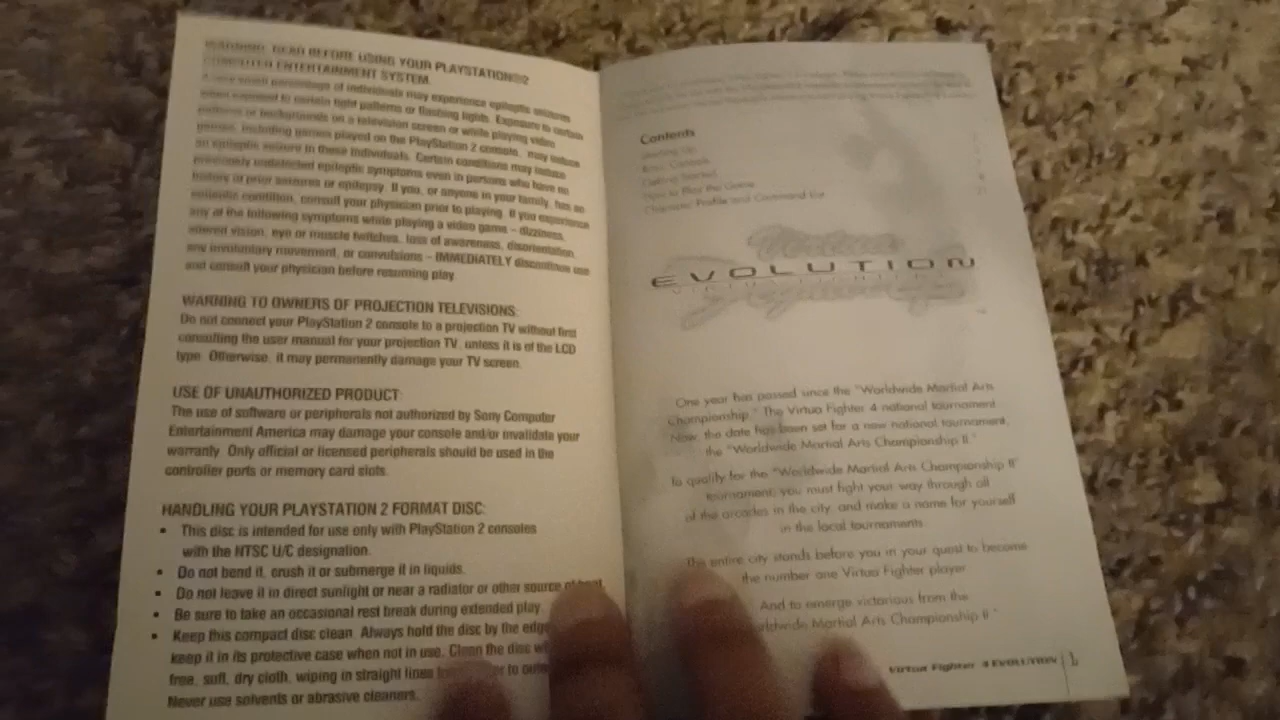 WARNING: READ BEFORE USING YOUR PLAYSTATION®2
COMPUTER ENTERTAINMENT SYSTEM.
A very small percentage of individuals may experience epileptic seizures
when exposed to certain light patterns or flashing lights. Exposure to certain
patterns or backgrounds on a television screen or while playing video
games, including games played on the PlayStation 2 console, may induce
an epileptic seizure in these individuals. Certain conditions may induce
previously undetected epileptic symptoms even in persons who have no
history of prior seizures or epilepsy. If you, or anyone in your family, has an
epileptic condition, consult your physician prior to playing. If you experience
any of the following symptoms while playing a video game – dizziness,
altered vision, eye or muscle twitches, loss of awareness, disorientation,
any involuntary movement, or convulsions – IMMEDIATELY discontinue use
and consult your physician before resuming play.
WARNING TO OWNERS OF PROJECTION TELEVISIONS:
Do not connect your PlayStation 2 console to a projection TV without first
consulting the user manual for your projection TV, unless it is of the LCD
type. Otherwise, it may permanently damage your TV screen.
USE OF UNAUTHORIZED PRODUCT:
The use of software or peripherals not authorized by Sony Computer
Entertainment America may damage your console and/or invalidate your
warranty. Only official or licensed peripherals should be used in the
controller ports or memory card slots.
HANDLING YOUR PLAYSTATION 2 FORMAT DISC:
• This disc is intended for use only with PlayStation 2 consoles
with the NTSC U/C designation.
• Do not bend it, crush it or submerge it in liquids.
• Do not leave it in direct sunlight or near a radiator or other source of heat.
• Be sure to take an occasional rest break during extended play.
• Keep this compact disc clean. Always hold the disc by the edge
keep it in its protective case when not in use. Clean the disc
free, soft, dry cloth, wiping in straight lines to
Never use solvents or abrasive cleaners.
Contents
Starting Up
Basic Controls
Getting Started
How to Play the Game
Character Profile and Command List
EVOLUTION
VIRTUA FIGHTER 4
One year has passed since the "Worldwide Martial Arts
Championship." The Virtua Fighter 4 national tournament.
Now, the date has been set for a new national tournament,
the "Worldwide Martial Arts Championship II."
To qualify for the "Worldwide Martial Arts Championship II"
tournament, you must fight your way through all
of the arcades in the city, and make a name for yourself
in the local tournaments.
The entire city stands before you in your quest to become
the number one Virtua Fighter player.
And to emerge victorious from the
Martial Arts Championship II."
Virtua Fighter 4 EVOLUTION 1